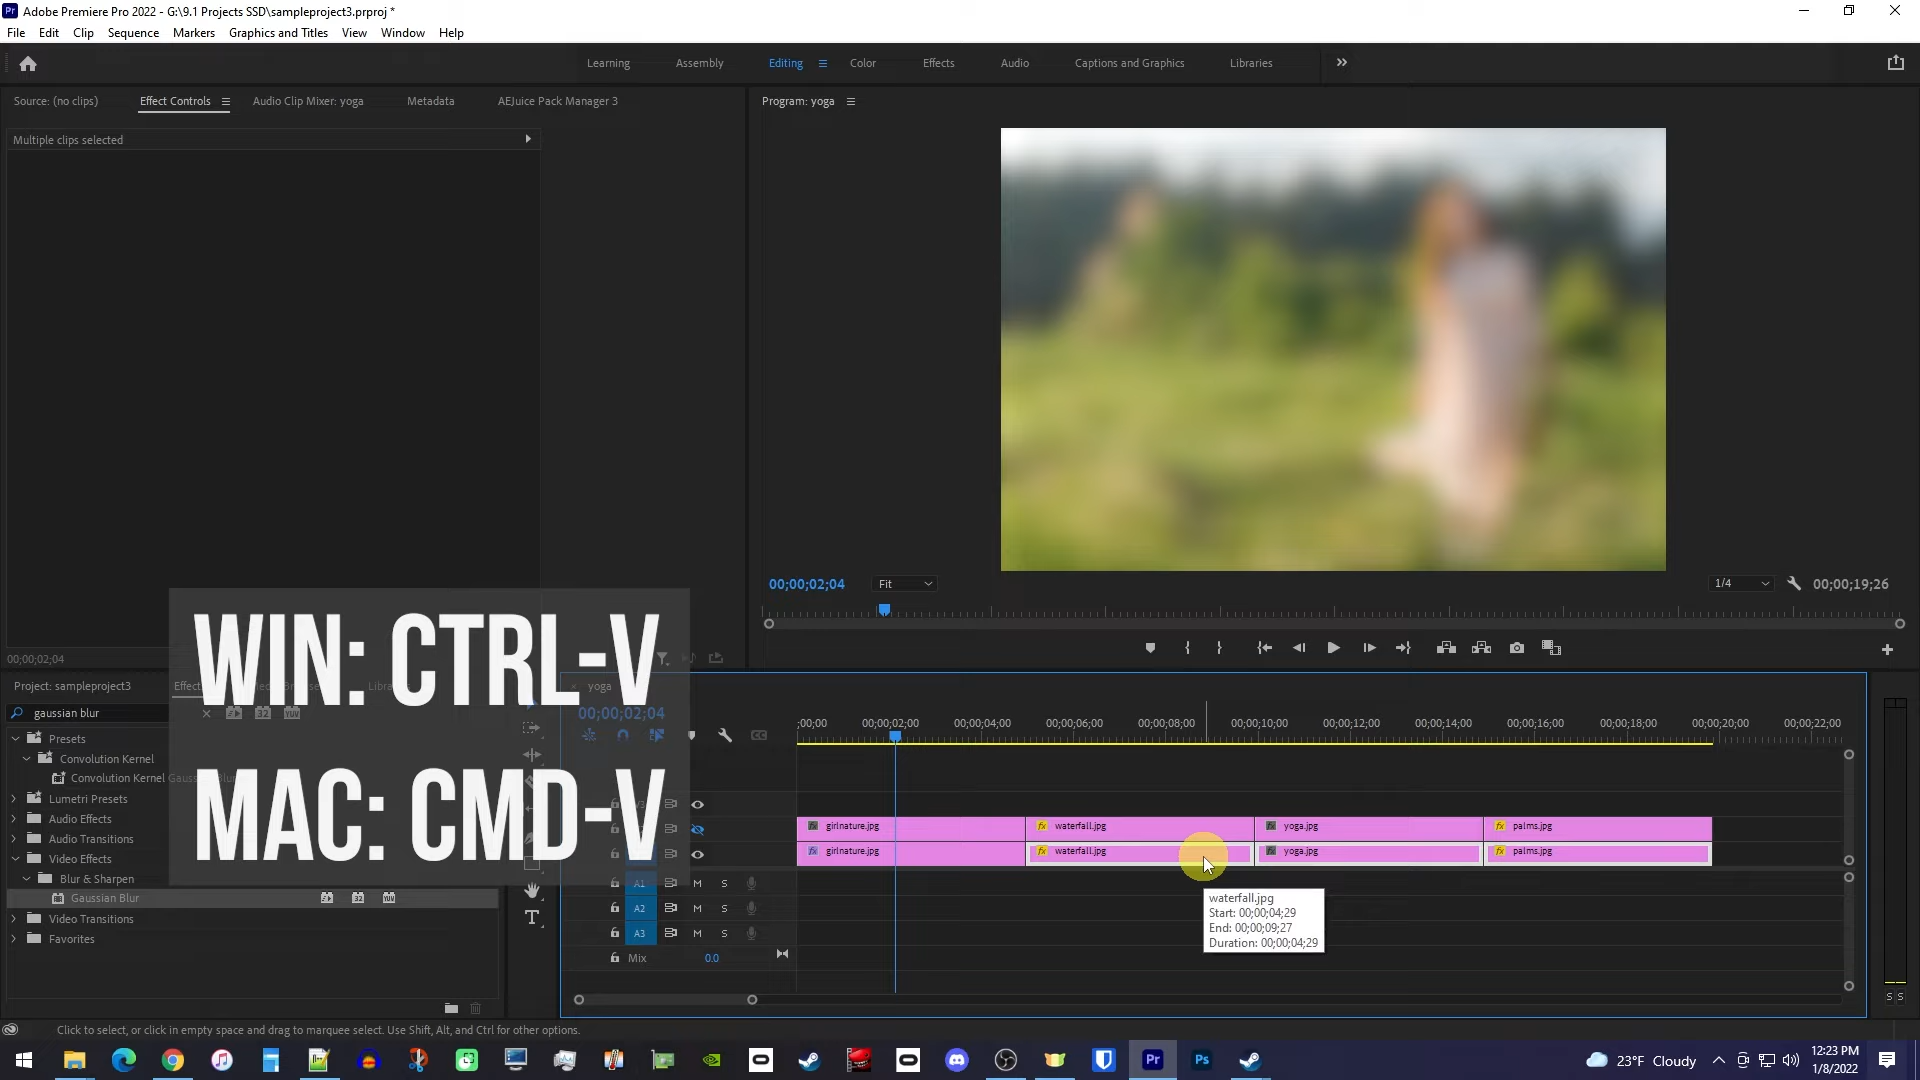 Adobe Premiere Pro 2022 - G:\9.1 Projects SSD\sampleproject3.prproj *
File Edit Clip Sequence Markers Graphics and Titles View Window Help
Learning Assembly Editing Color Effects Audio Captions and Graphics Libraries
Source: (no clips) Effect Controls Audio Clip Mixer: yoga Metadata AEJuice Pack Manager 3
Program: yoga
Multiple clips selected
00;00;02;04 Fit 1/4 00;00;19;26
00;00;02;04
WIN: CTRL-V
MAC: CMD-V
Project: sampleproject3
gaussian blur
Presets
Convolution Kernel
Convolution Kernel
Lumetri Presets
Audio Effects
Audio Transitions
Video Effects
Blur & Sharpen
Gaussian Blur
Video Transitions
Favorites
yoga
00;00;02;04
;00;00 00;00;02;00 00;00;04;00 00;00;06;00 00;00;08;00 00;00;10;00 00;00;12;00 00;00;14;00 00;00;16;00 00;00;18;00 00;00;20;00 00;00;22;00
girlnature.jpg waterfall.jpg yoga.jpg palms.jpg
girlnature.jpg waterfall.jpg yoga.jpg palms.jpg
A1 M S
A2 M S
A3 M S
Mix 0.0
waterfall.jpg
Start: 00;00;04;29
End: 00;00;09;27
Duration: 00;00;04;29
S S
Click to select, or click in empty space and drag to marquee select. Use Shift, Alt, and Ctrl for other options.
23°F Cloudy
12:23 PM
1/8/2022